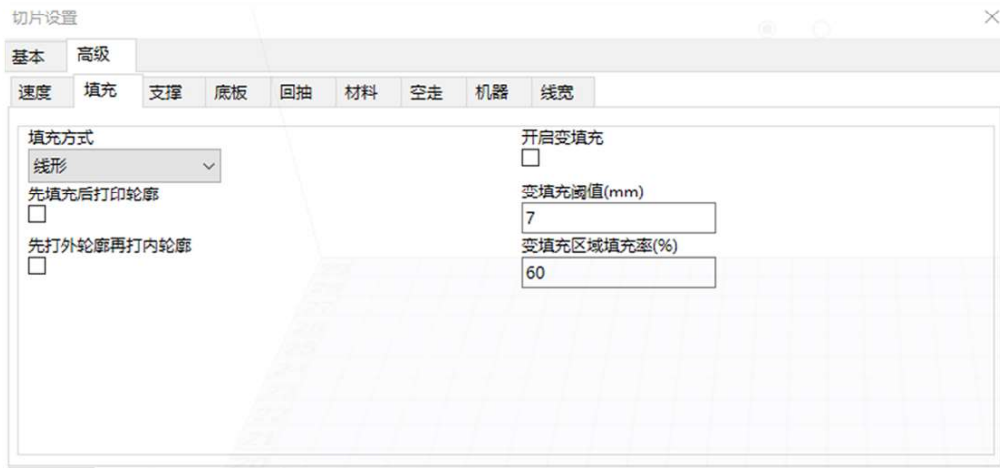 切片设置
基本 高级
速度 填充 支撑 底板 回抽 材料 空走 机器 线宽
填充方式
线形
先填充后打印轮廓
先打外轮廓再打内轮廓
开启变填充
变填充阈值(mm)
7
变填充区域填充率(%)
60